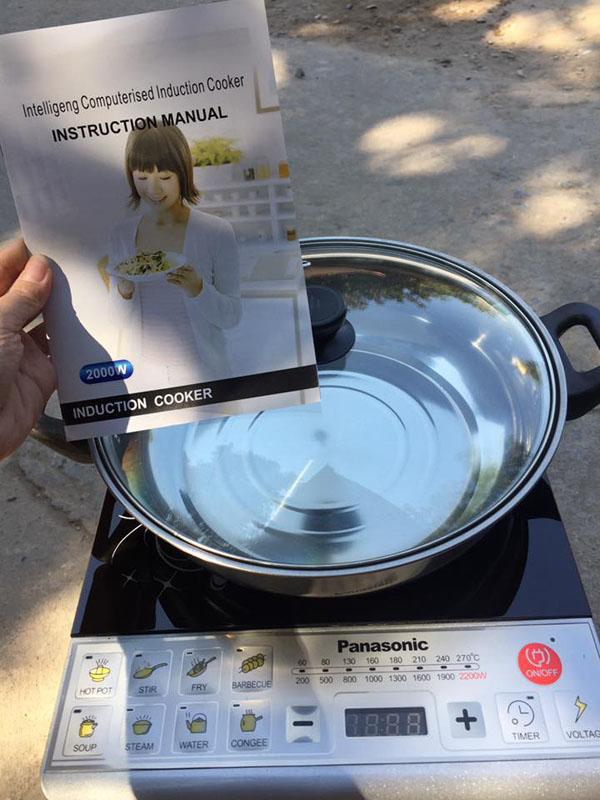 Intelligeng Computerised Induction Cooker
INSTRUCTION MANUAL
2000W
INDUCTION COOKER
Panasonic
60 80 130 160 180 210 240 270°C
200 500 800 1000 1300 1600 1900 2200W
ON/OFF
HOT POT
STIR
FRY
BARBECUE
SOUP
STEAM
WATER
CONGEE
−
18:88
+
TIMER
VOLTAG